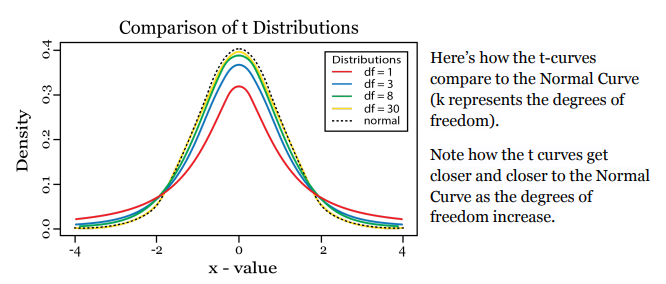 Comparison of t Distributions
Density
0.0
0.1
0.2
0.3
0.4
-4
-2
0
2
4
x - value
Distributions
df = 1
df = 3
df = 8
df = 30
normal
Here’s how the t-curves
compare to the Normal Curve
(k represents the degrees of
freedom).
Note how the t curves get
closer and closer to the Normal
Curve as the degrees of
freedom increase.